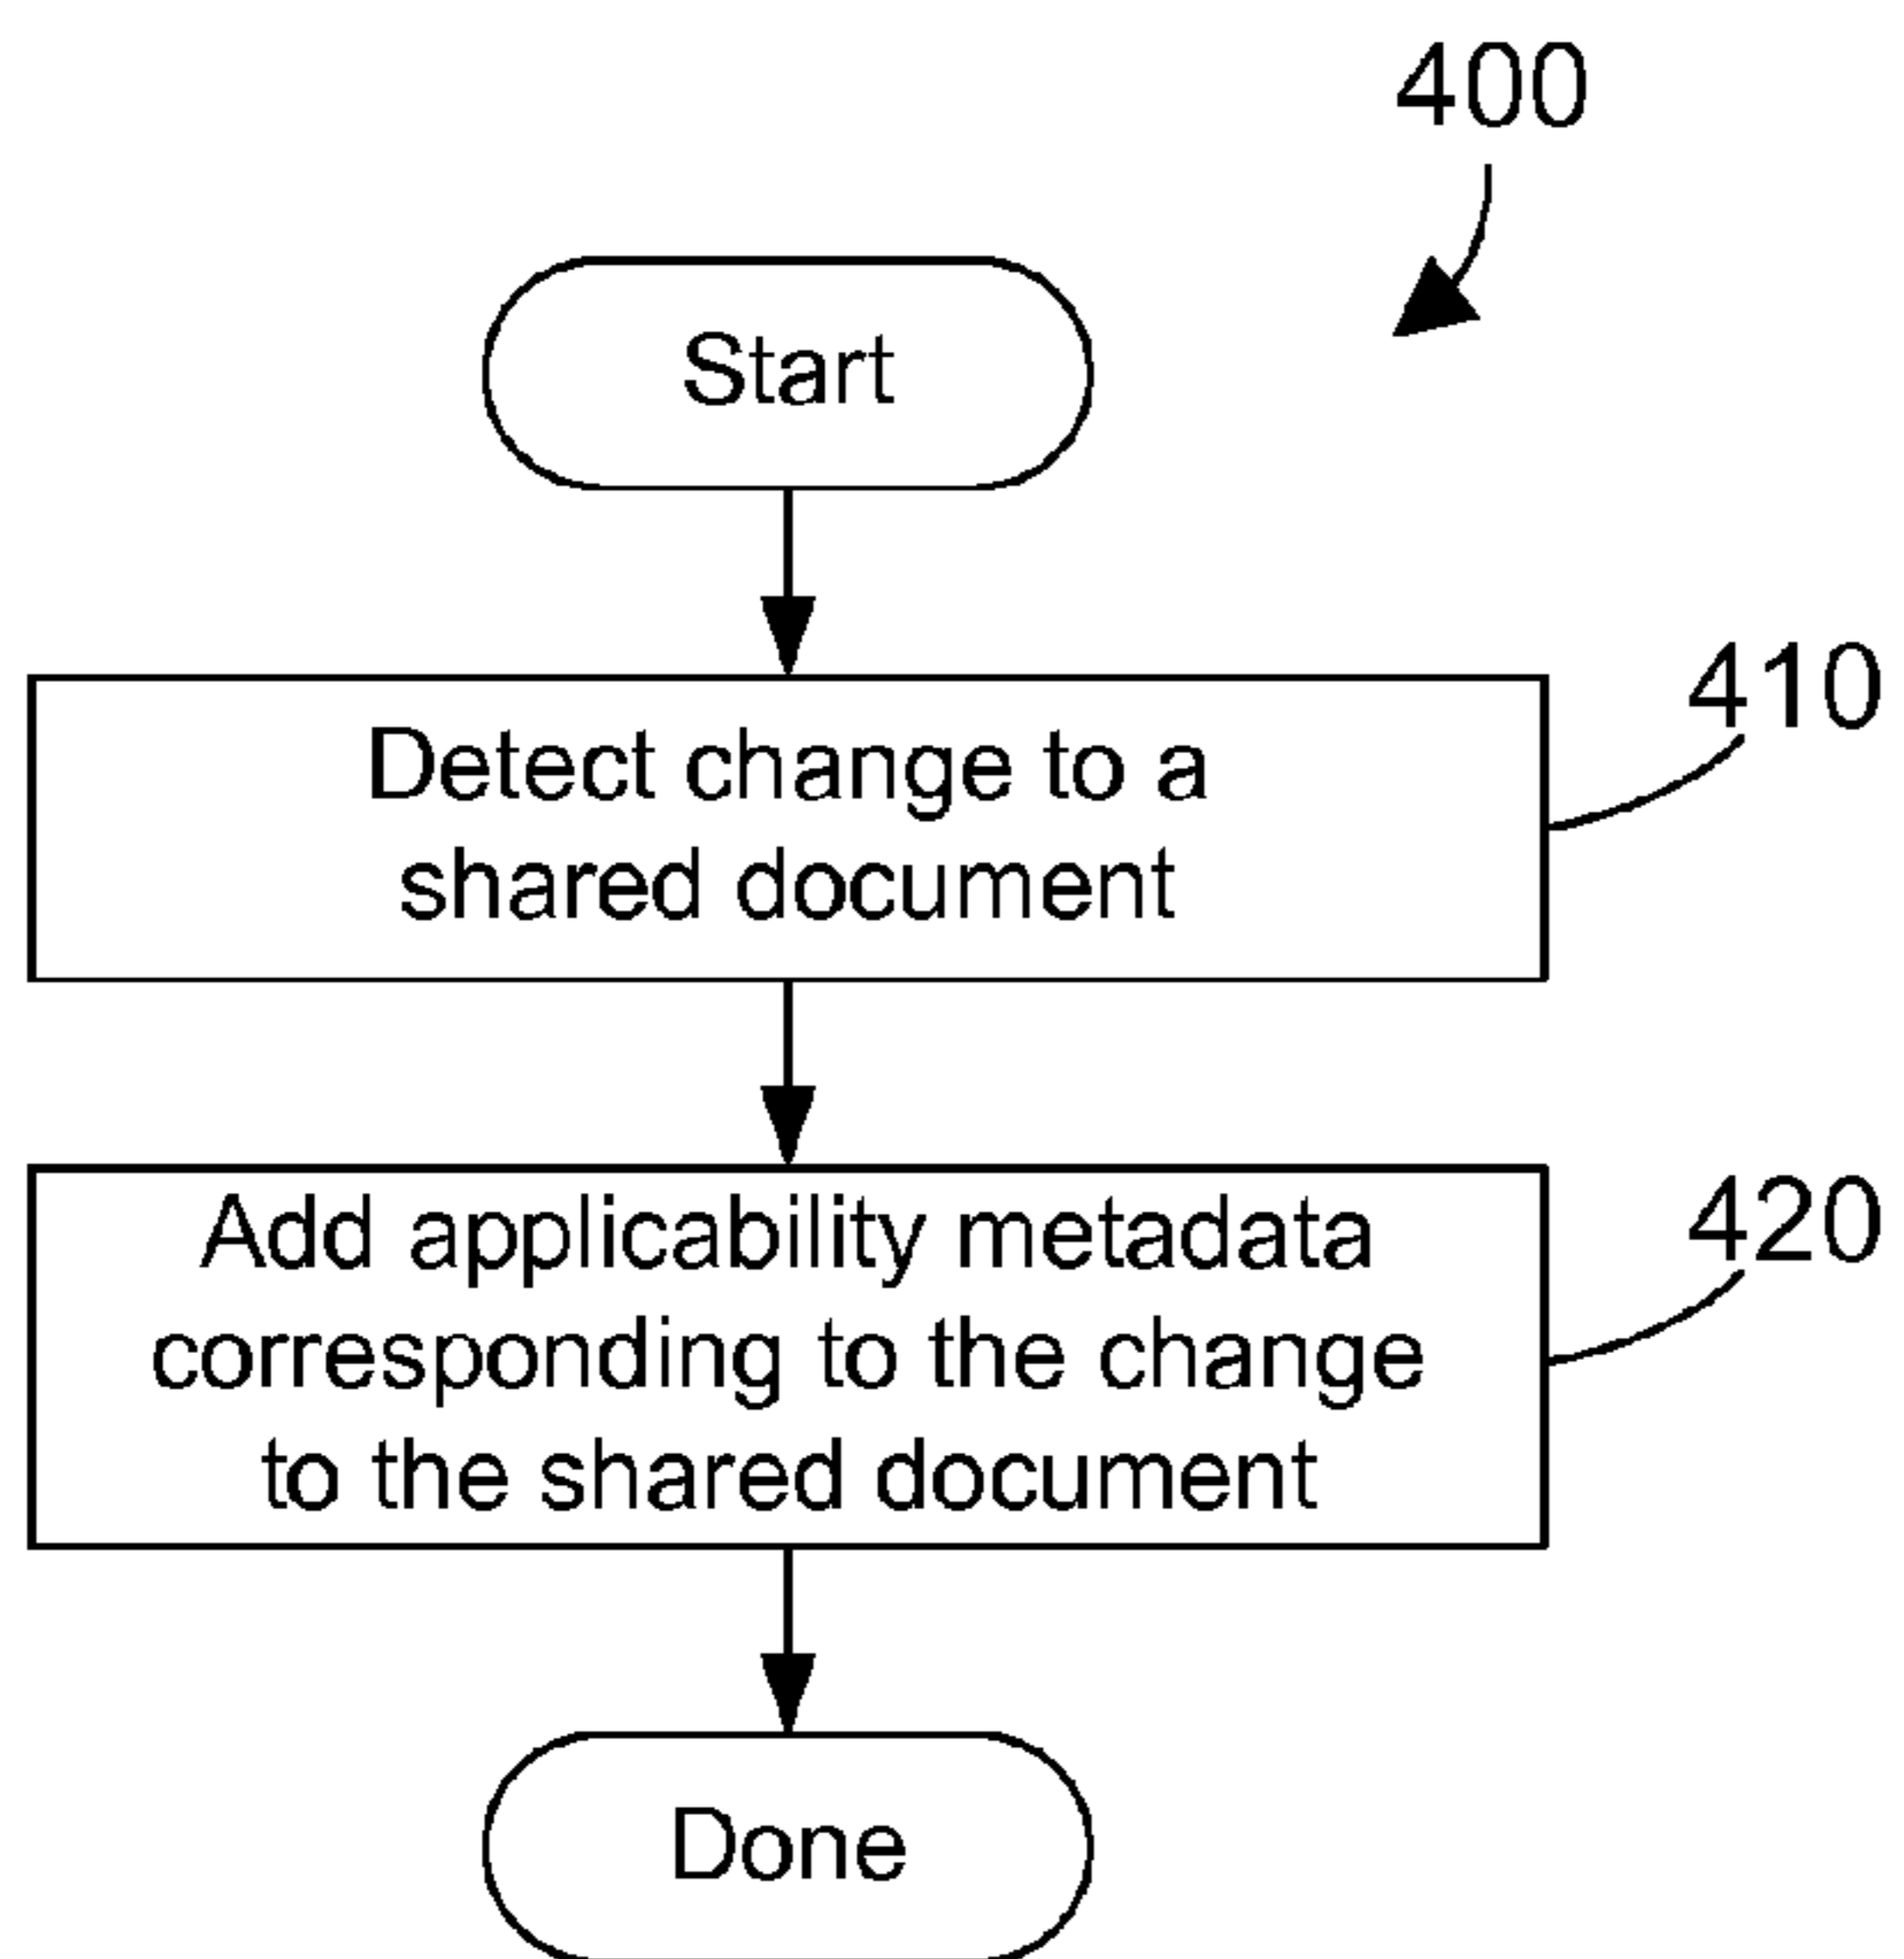 400
Start
410
Detect change to a
shared document
420
Add applicability metadata
corresponding to the change
to the shared document
Done